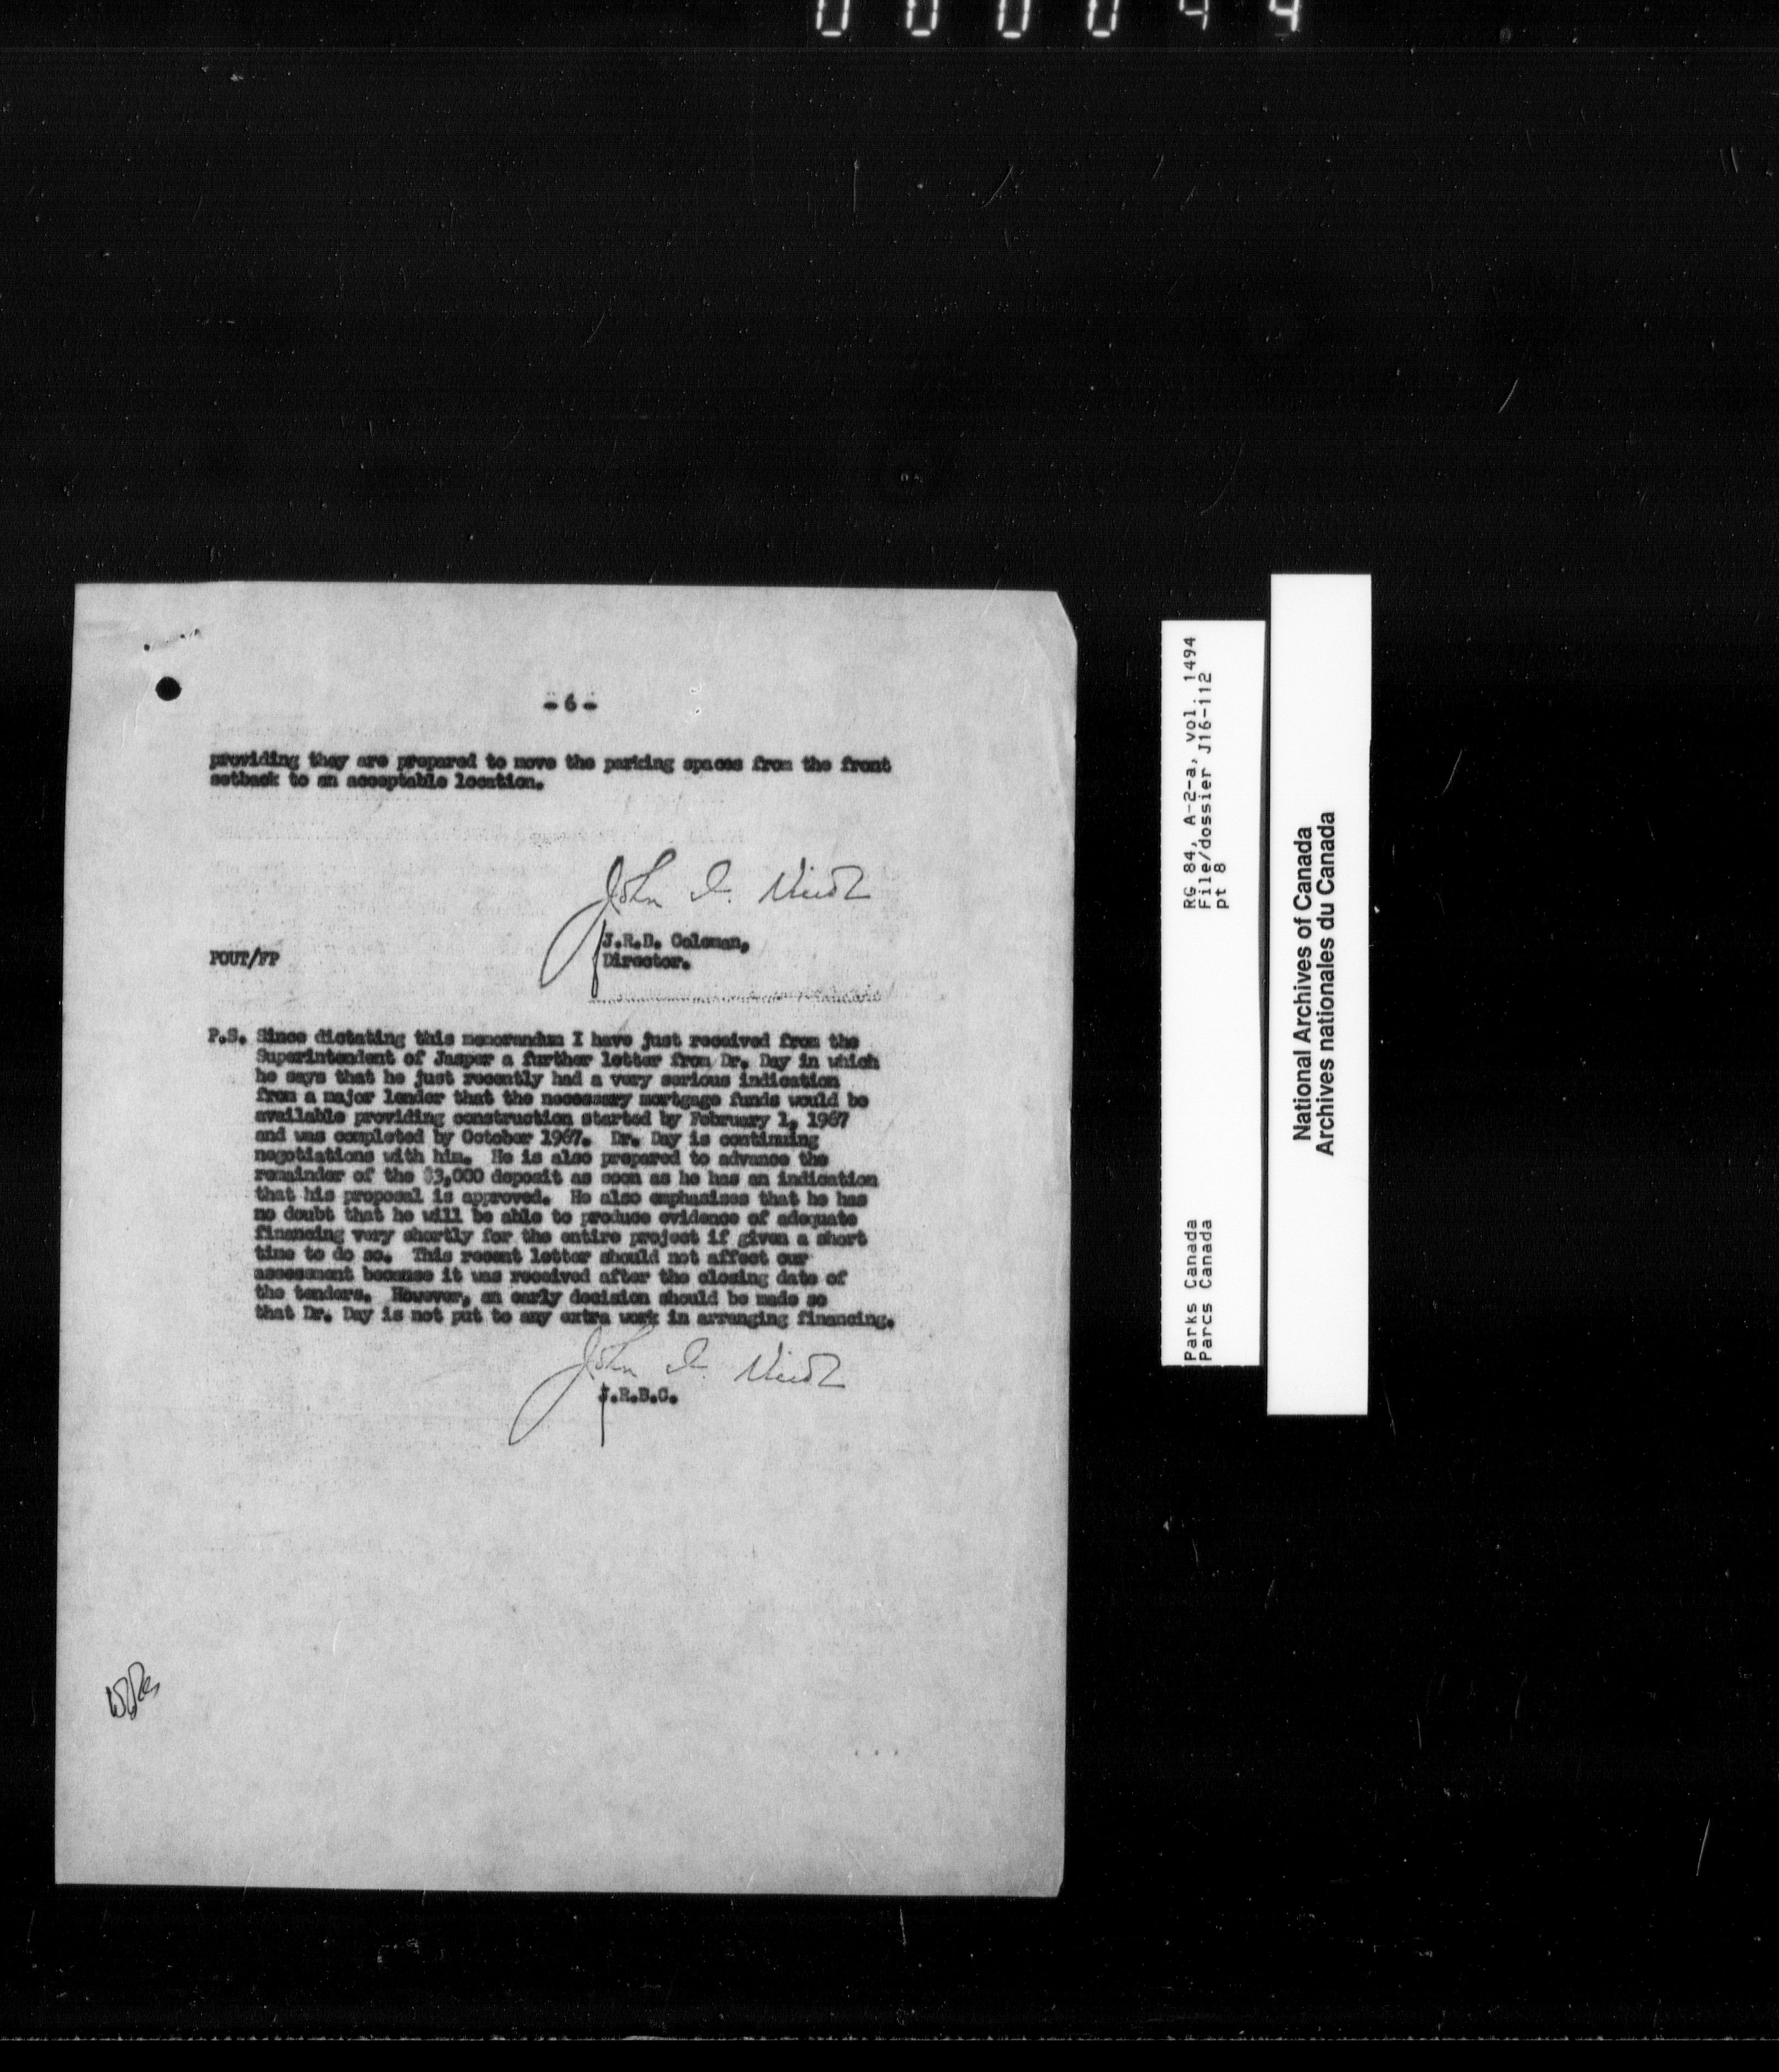 - 6 -
providing they are prepared to move the parking spaces from the front
setback to an acceptable location.
John I. Nicol
J.R.B. Coleman,
Director.
POUT/FP
P.S. Since dictating this memorandum I have just received from the
Superintendent of Jasper a further letter from Dr. Day in which
he says that he just recently had a very serious indication
from a major lender that the necessary mortgage funds would be
available providing construction started by February 1, 1967
and was completed by October 1967. Dr. Day is continuing
negotiations with him. He is also prepared to advance the
remainder of the $3,000 deposit as soon as he has an indication
that his proposal is approved. He also emphasizes that he has
no doubt that he will be able to produce evidence of adequate
financing very shortly for the entire project if given a short
time to do so. This recent letter should not affect our
assessment because it was received after the closing date of
the tenders. However, an early decision should be made so
that Dr. Day is not put to any extra work in arranging financing.
John I. Nicol
J.R.B.C.
Parks Canada
Parcs Canada
RG 84, A-2-a, vol. 1494
File/dossier J16-112
pt 8
National Archives of Canada
Archives nationales du Canada